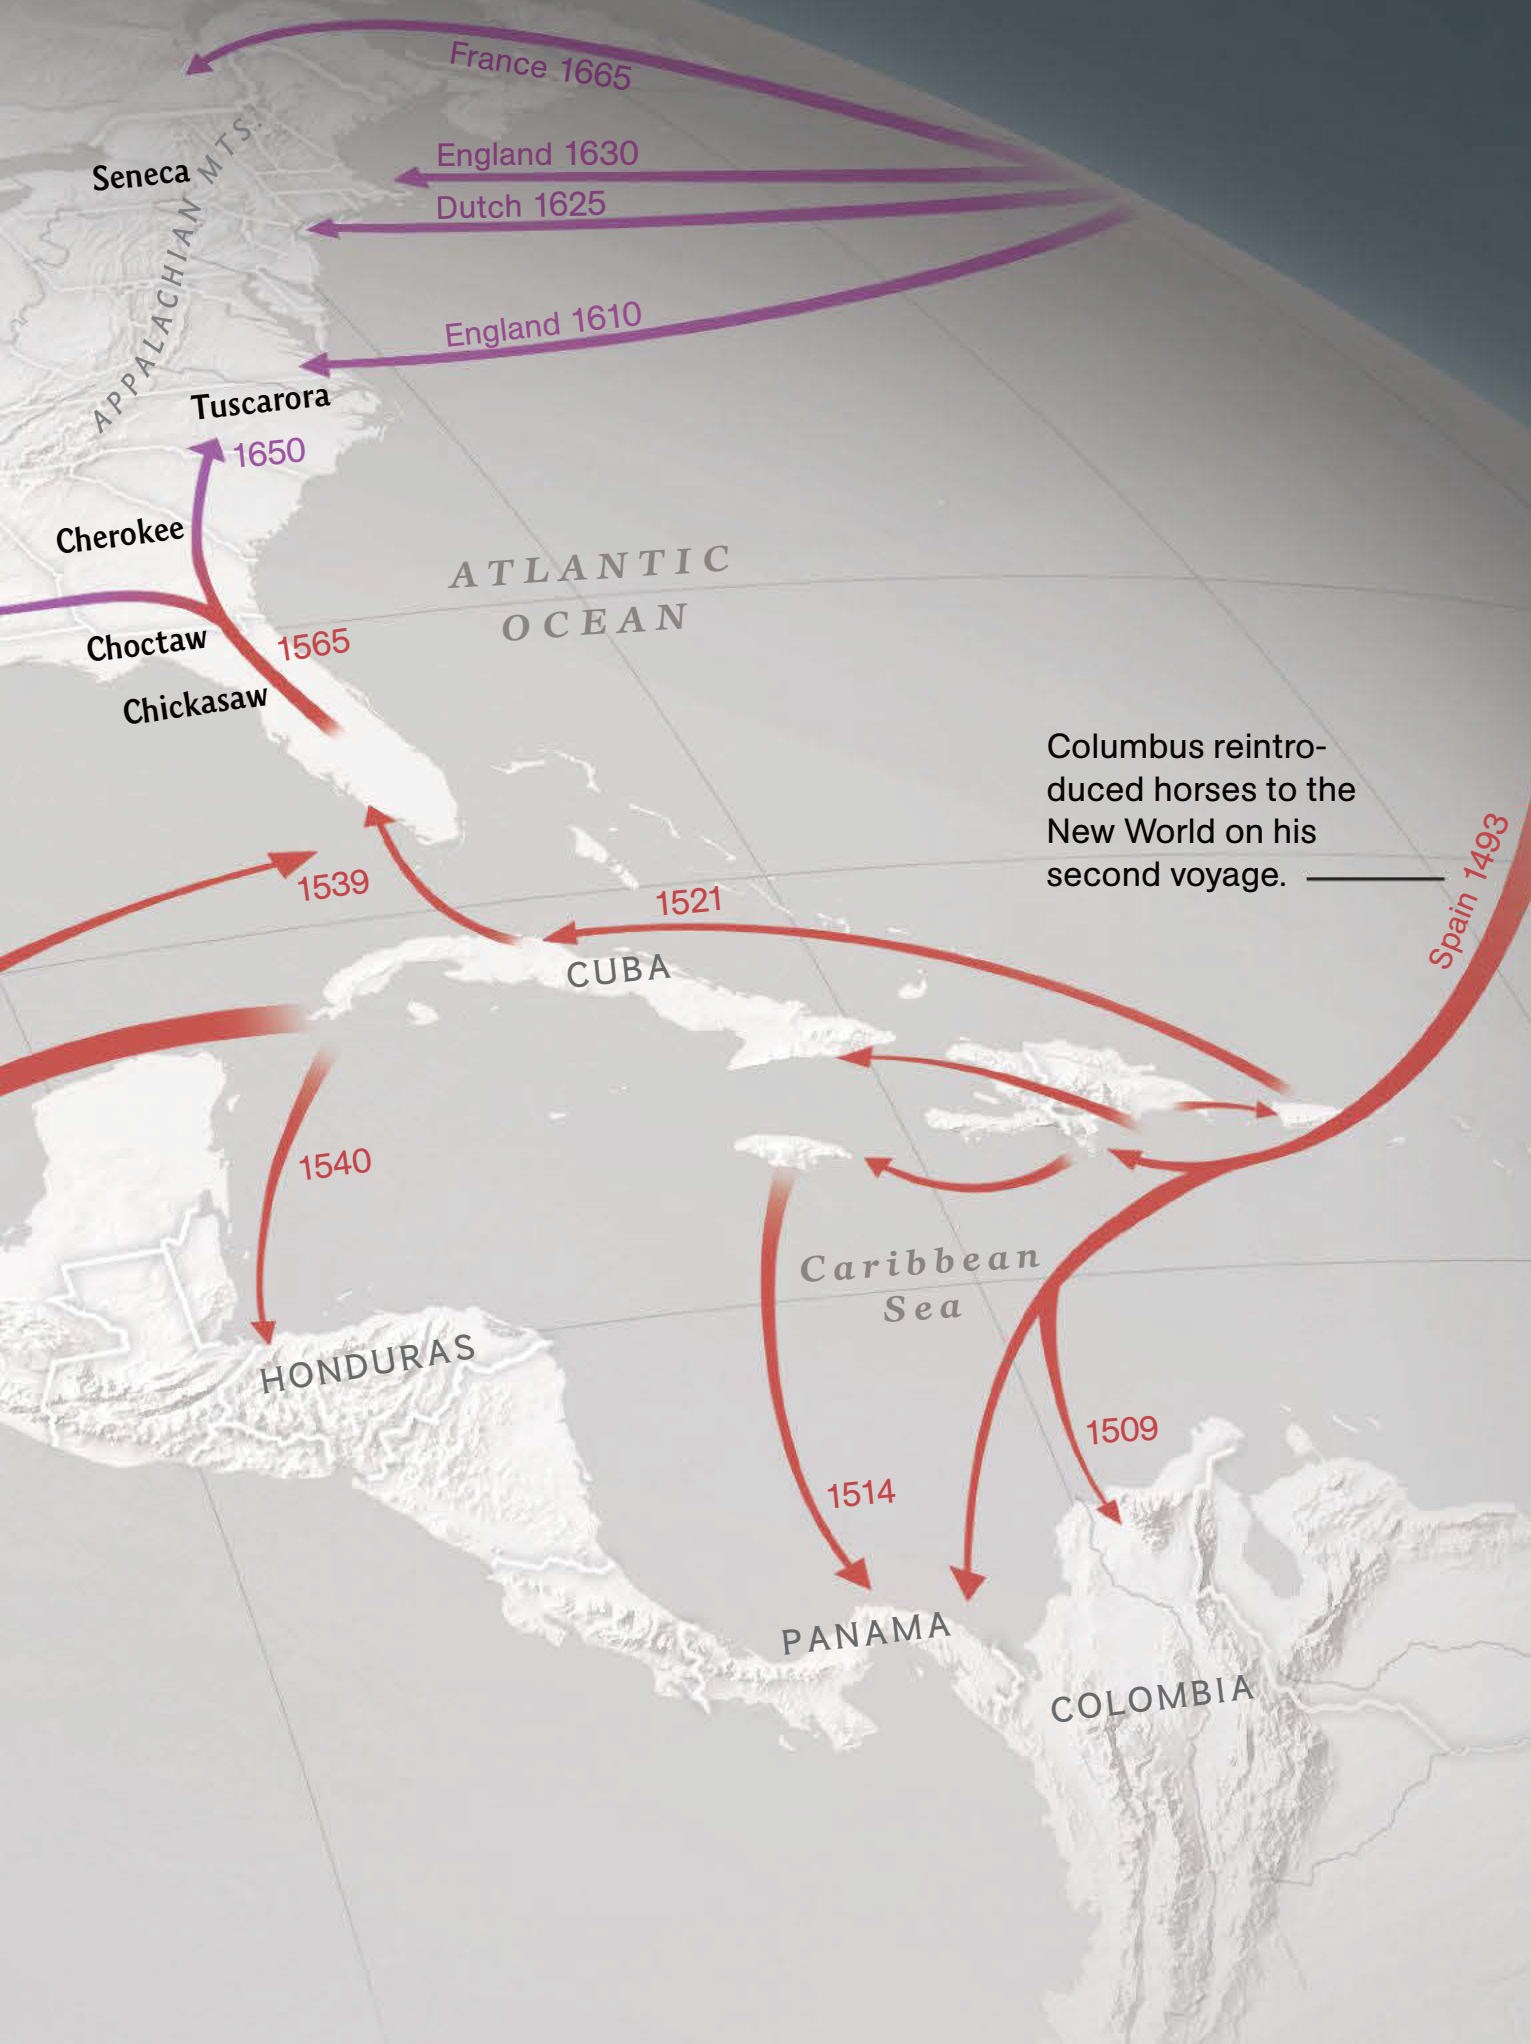 France 1665
England 1630
Dutch 1625
England 1610
Seneca
APPALACHIAN MTS.
Tuscarora
1650
Cherokee
ATLANTIC
OCEAN
Choctaw
1565
Chickasaw
Columbus reintro-
duced horses to the
New World on his
second voyage.
Spain 1493
1539
1521
CUBA
1540
Caribbean
Sea
HONDURAS
1509
1514
PANAMA
COLOMBIA